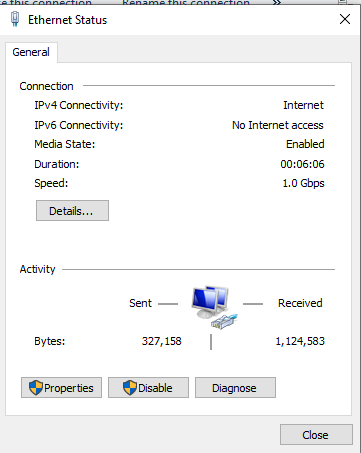 this connection Rename this connection »
Ethernet Status
General
Connection
IPv4 Connectivity: Internet
IPv6 Connectivity: No Internet access
Media State: Enabled
Duration: 00:06:06
Speed: 1.0 Gbps
Details...
Activity
Sent Received
Bytes: 327,158 1,124,583
Properties Disable Diagnose
Close